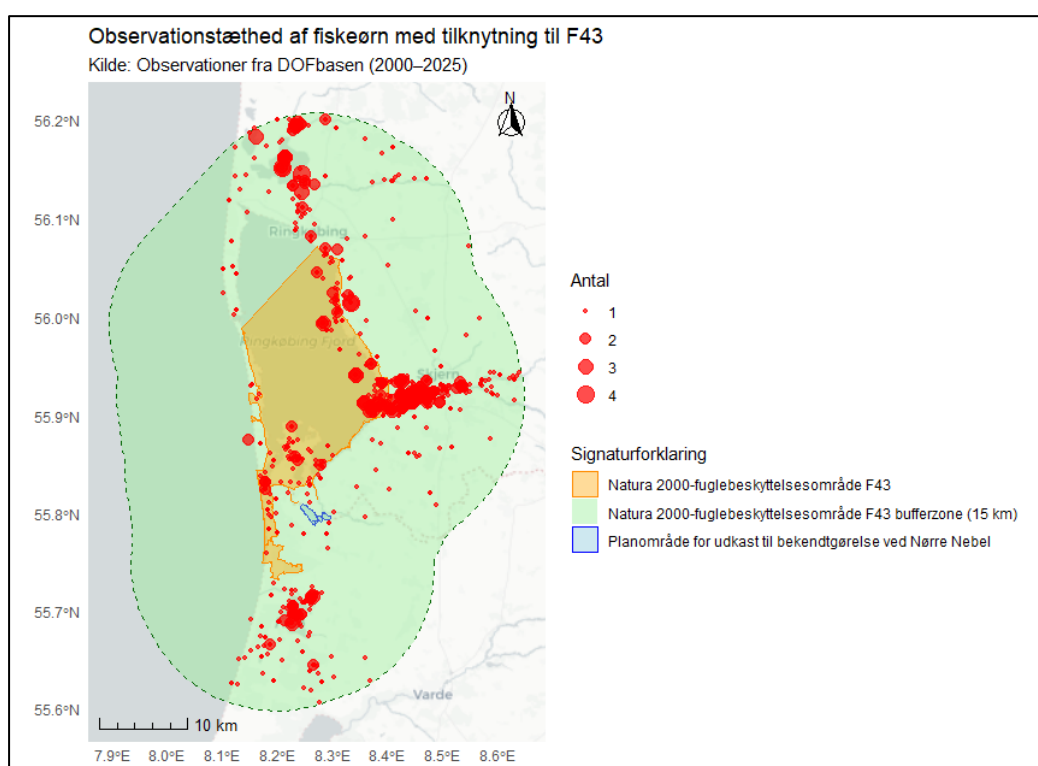 Observationstæthed af fiskeørn med tilknytning til F43
Kilde: Observationer fra DOFbasen (2000–2025)
N
56.2°N
56.1°N
56.0°N
55.9°N
55.8°N
55.7°N
55.6°N
Ringkøbing
Ringkøbing Fjord
Skjern
Varde
10 km
7.9°E 8.0°E 8.1°E 8.2°E 8.3°E 8.4°E 8.5°E 8.6°E
Antal
1
2
3
4
Signaturforklaring
Natura 2000-fuglebeskyttelsesområde F43
Natura 2000-fuglebeskyttelsesområde F43 bufferzone (15 km)
Planområde for udkast til bekendtgørelse ved Nørre Nebel